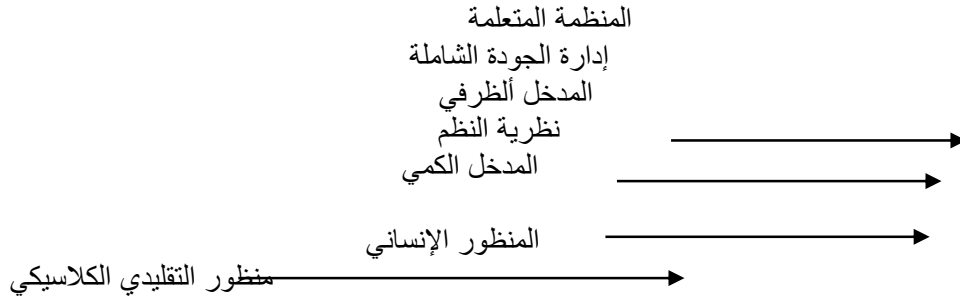 المنظمة المتعلمة
إدارة الجودة الشاملة
المدخل ألظرفي
نظرية النظم
المدخل الكمي
المنظور الإنساني
منظور التقليدي الكلاسيكي